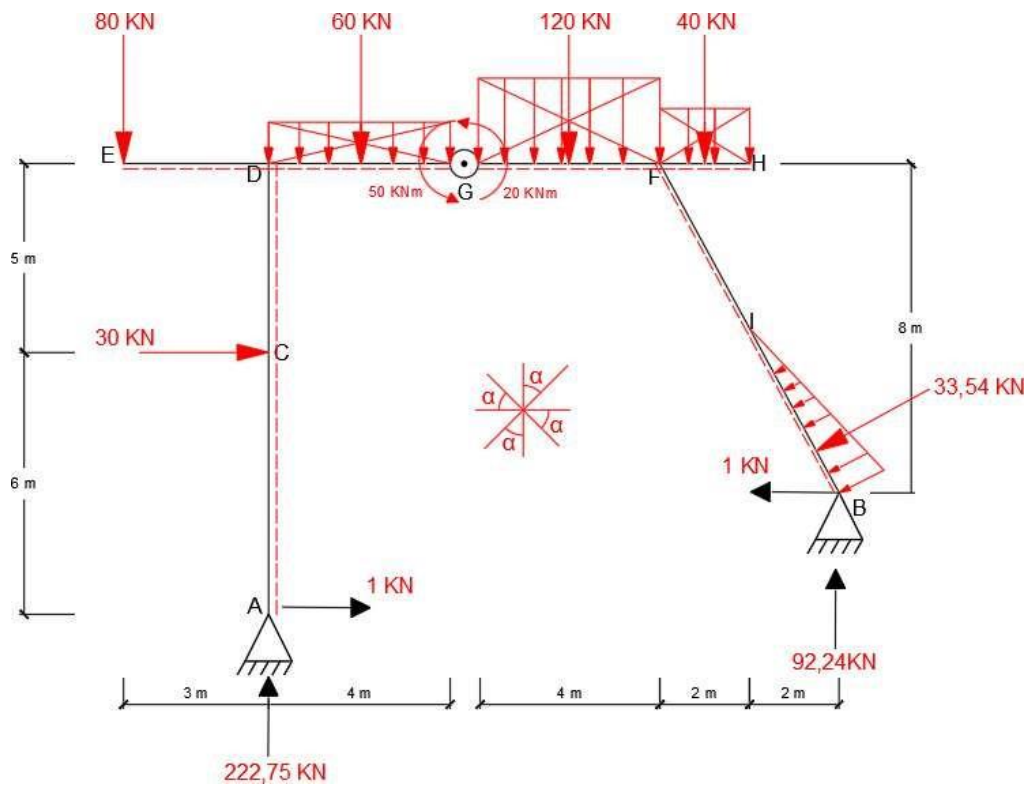 80 KN
60 KN
120 KN
40 KN
E
D
50 KNm
G
20 KNm
F
H
5 m
30 KN
C
I
8 m
α
α
α
α
33,54 KN
6 m
1 KN
B
A
1 KN
92,24KN
3 m
4 m
4 m
2 m
2 m
222,75 KN